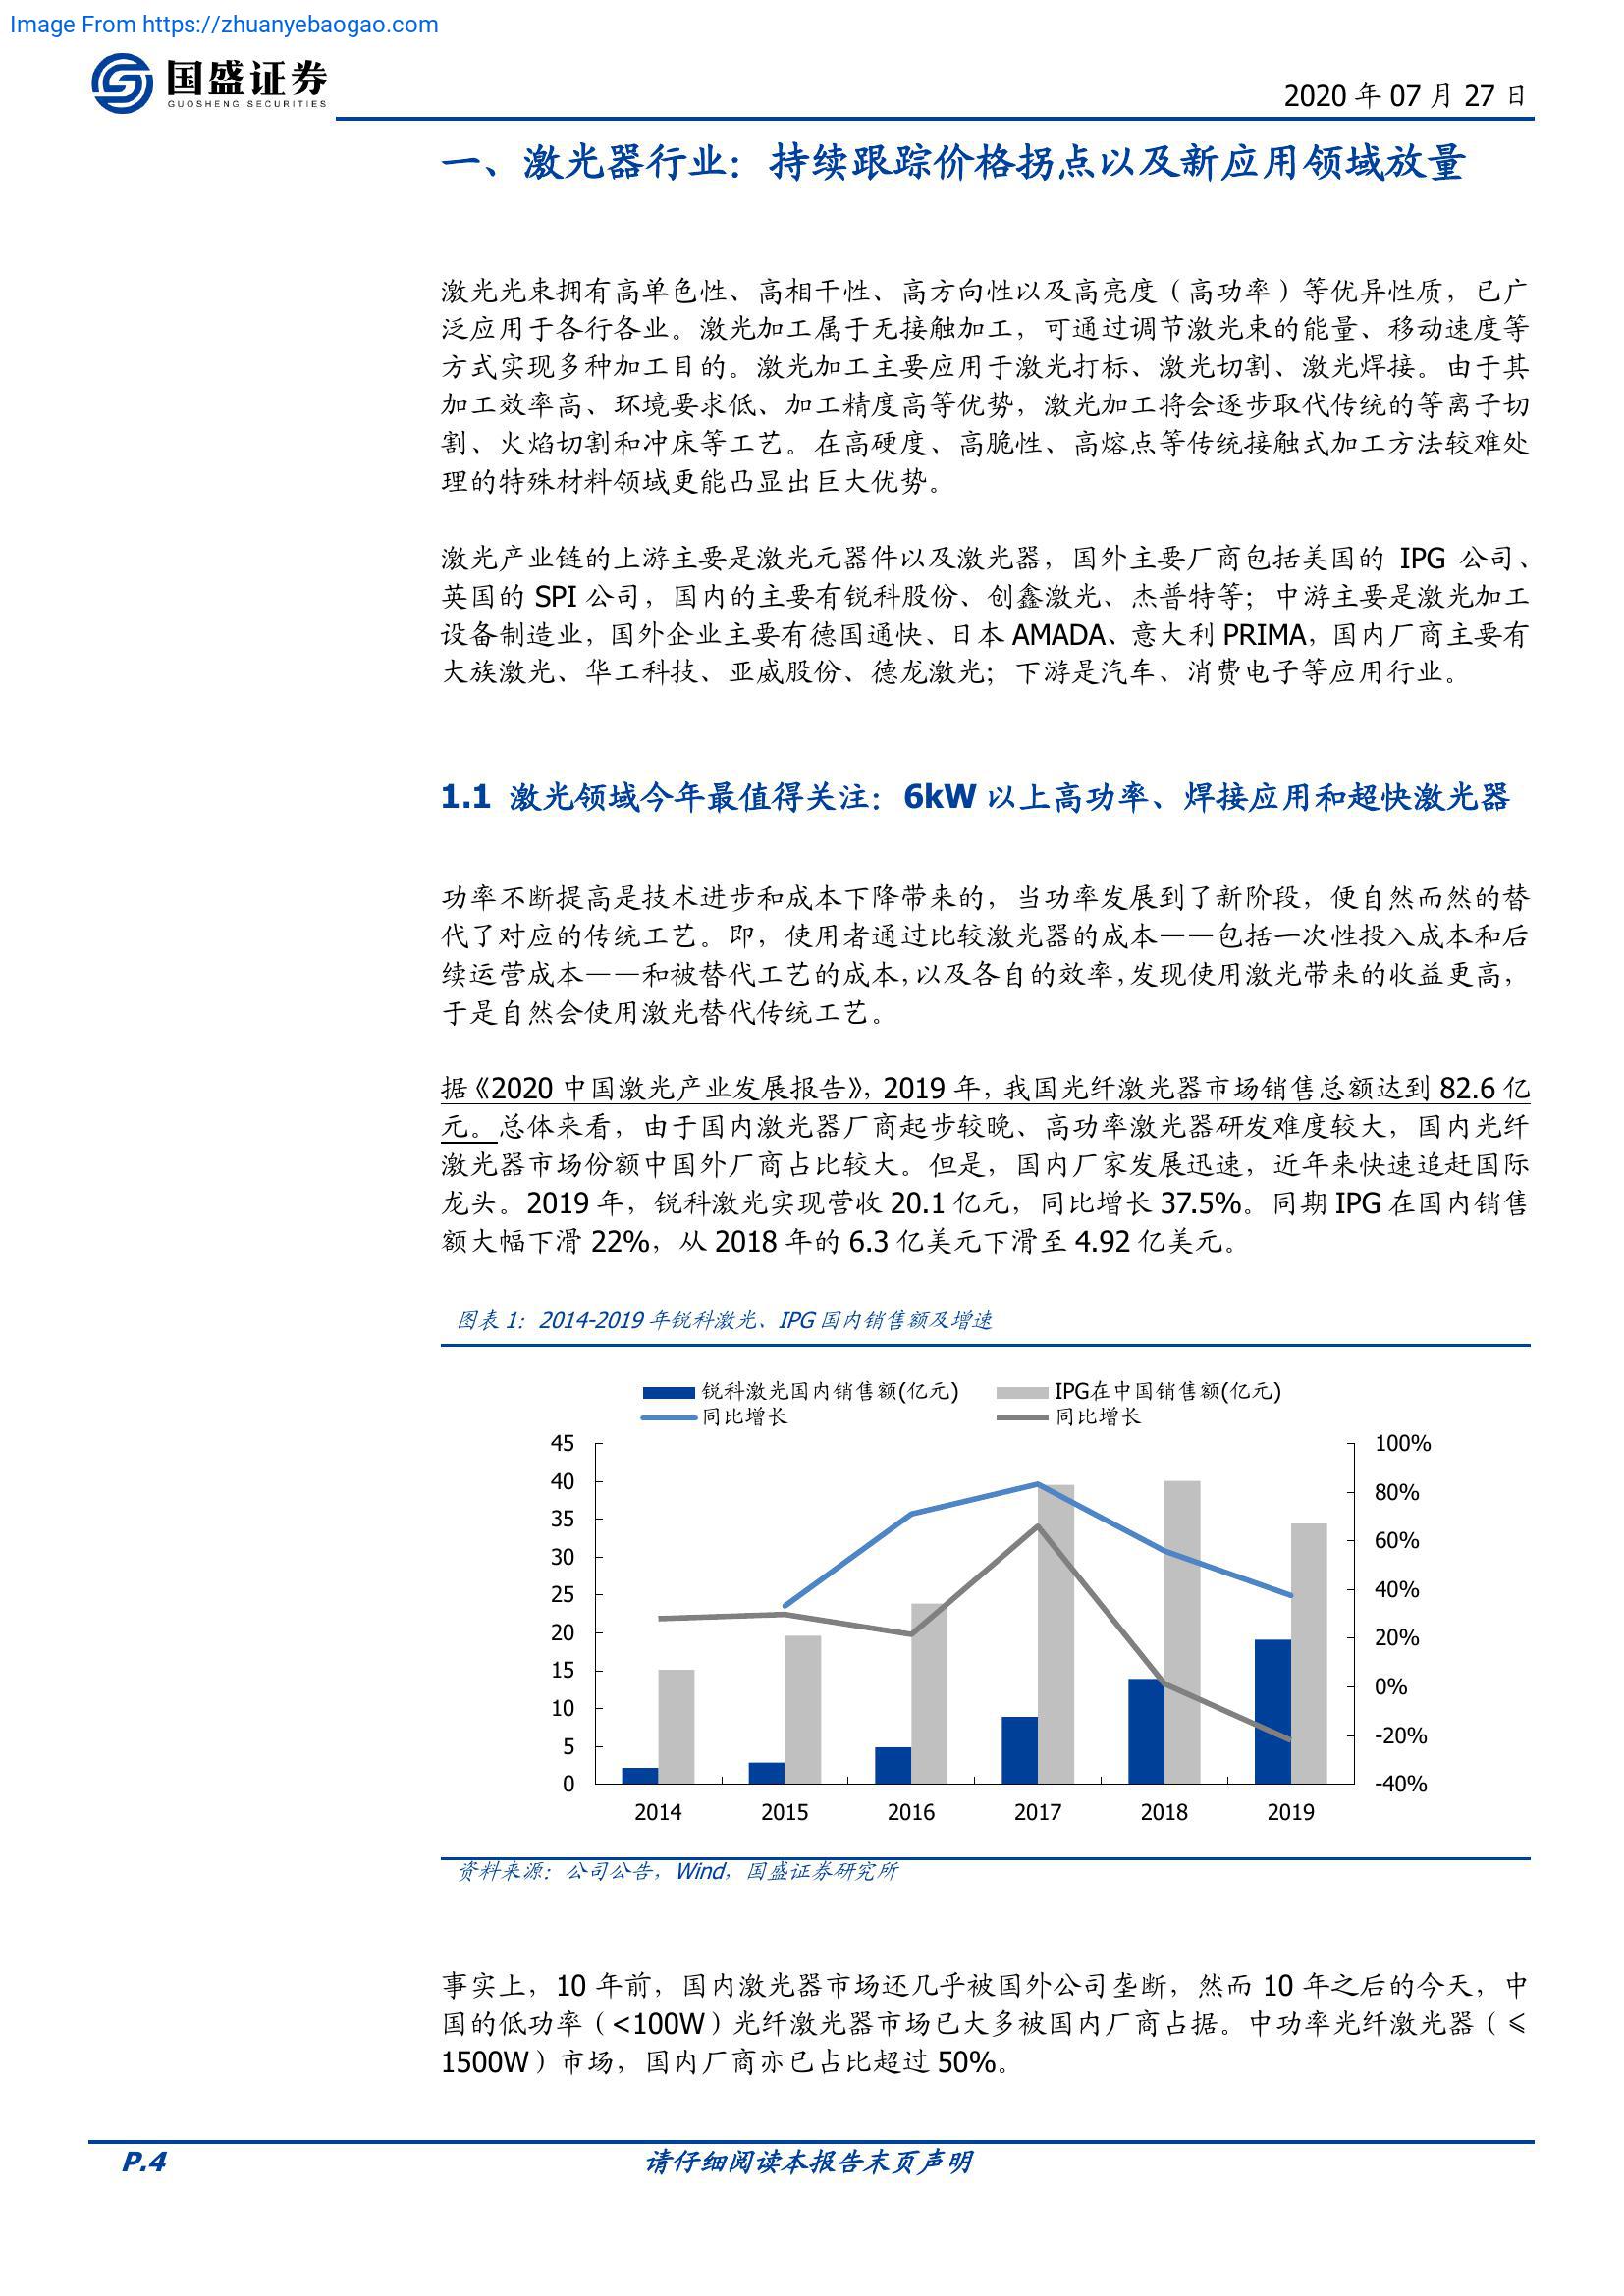 Image From https://zhuanyebaogao.com
国盛证券
GUOSHENG SECURITIES
2020 年 07 月 27 日
一、激光器行业：持续跟踪价格拐点以及新应用领域放量
激光光束拥有高单色性、高相干性、高方向性以及高亮度（高功率）等优异性质，已广
泛应用于各行各业。激光加工属于无接触加工，可通过调节激光束的能量、移动速度等
方式实现多种加工目的。激光加工主要应用于激光打标、激光切割、激光焊接。由于其
加工效率高、环境要求低、加工精度高等优势，激光加工将会逐步取代传统的等离子切
割、火焰切割和冲床等工艺。在高硬度、高脆性、高熔点等传统接触式加工方法较难处
理的特殊材料领域更能凸显出巨大优势。
激光产业链的上游主要是激光元器件以及激光器，国外主要厂商包括美国的 IPG 公司、
英国的 SPI 公司，国内的主要有锐科股份、创鑫激光、杰普特等；中游主要是激光加工
设备制造业，国外企业主要有德国通快、日本 AMADA、意大利 PRIMA，国内厂商主要有
大族激光、华工科技、亚威股份、德龙激光；下游是汽车、消费电子等应用行业。
1.1 激光领域今年最值得关注：6kW 以上高功率、焊接应用和超快激光器
功率不断提高是技术进步和成本下降带来的，当功率发展到了新阶段，便自然而然的替
代了对应的传统工艺。即，使用者通过比较激光器的成本——包括一次性投入成本和后
续运营成本——和被替代工艺的成本，以及各自的效率，发现使用激光带来的收益更高，
于是自然会使用激光替代传统工艺。
据《2020 中国激光产业发展报告》，2019 年，我国光纤激光器市场销售总额达到 82.6 亿
元。总体来看，由于国内激光器厂商起步较晚、高功率激光器研发难度较大，国内光纤
激光器市场份额中国外厂商占比较大。但是，国内厂家发展迅速，近年来快速追赶国际
龙头。2019 年，锐科激光实现营收 20.1 亿元，同比增长 37.5%。同期 IPG 在国内销售
额大幅下滑 22%，从 2018 年的 6.3 亿美元下滑至 4.92 亿美元。
图表 1：2014-2019 年锐科激光、IPG 国内销售额及增速
锐科激光国内销售额(亿元) IPG在中国销售额(亿元)
同比增长 同比增长
45 100%
40 80%
35 60%
30 40%
25 20%
20 0%
15 -20%
10 -40%
5
0
2014 2015 2016 2017 2018 2019
资料来源：公司公告，Wind，国盛证券研究所
事实上，10 年前，国内激光器市场还几乎被国外公司垄断，然而 10 年之后的今天，中
国的低功率（<100W）光纤激光器市场已大多被国内厂商占据。中功率光纤激光器（≤
1500W）市场，国内厂商亦已占比超过 50%。
P.4 请仔细阅读本报告末页声明